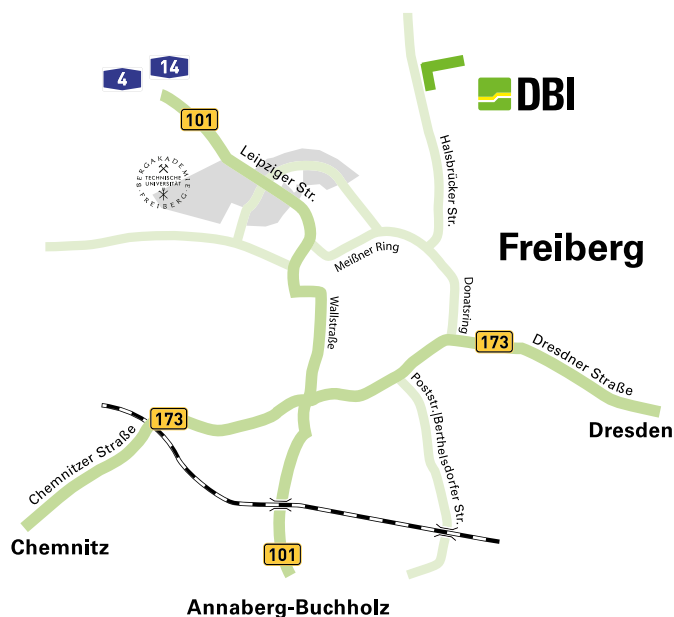 14
4
DBI
101
BERGAKADEMIE
TECHNISCHE
UNIVERSITÄT
FREIBERG
Leipziger Str.
Halsbrücker Str.
Freiberg
Meißner Ring
Donatsring
Wallstraße
173
Dresdner Straße
Dresden
Poststr.|Berthelsdorfer Str.
173
Chemnitzer Straße
Chemnitz
101
Annaberg-Buchholz